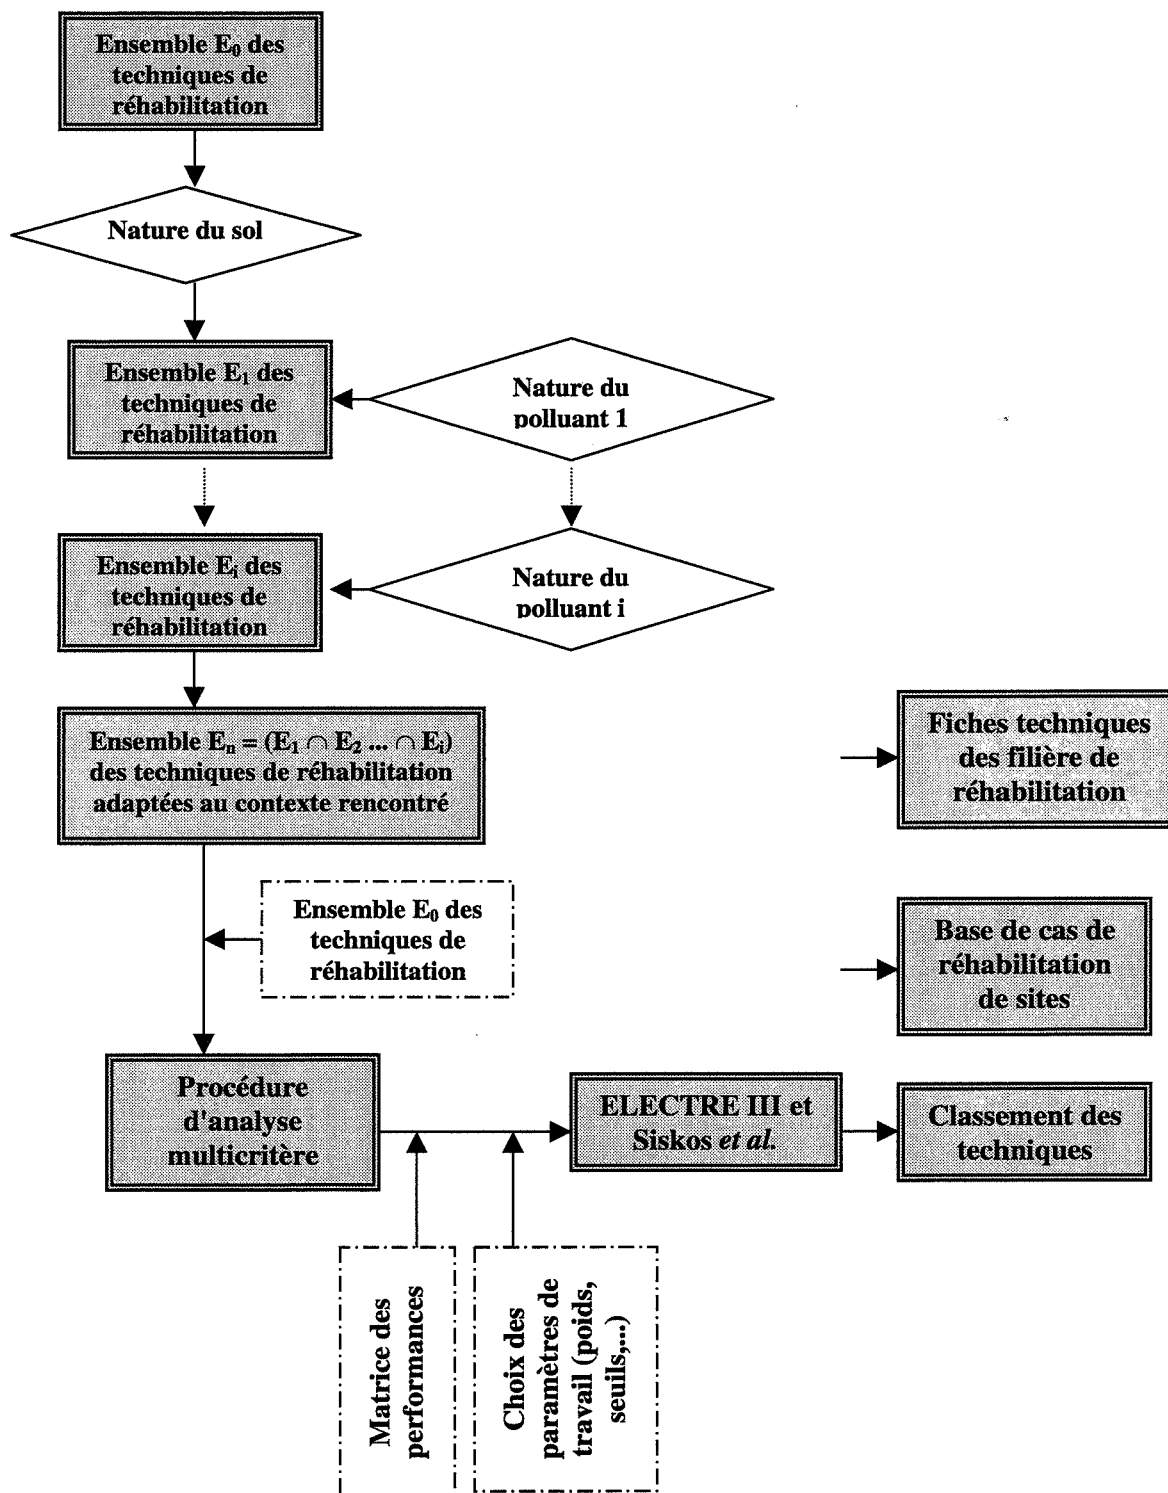 Ensemble E₀ des
techniques de
réhabilitation
Nature du sol
Ensemble E₁ des
techniques de
réhabilitation
Nature du
polluant 1
Ensemble Eᵢ des
techniques de
réhabilitation
Nature du
polluant i
Ensemble Eₙ = (E₁ ∩ E₂ ... ∩ Eᵢ)
des techniques de réhabilitation
adaptées au contexte rencontré
Fiches techniques
des filière de
réhabilitation
Ensemble E₀ des
techniques de
réhabilitation
Base de cas de
réhabilitation
de sites
Procédure
d'analyse
multicritère
ELECTRE III et
Siskos et al.
Classement des
techniques
Matrice des
performances
Choix des
paramètres de
travail (poids,
seuils,...)